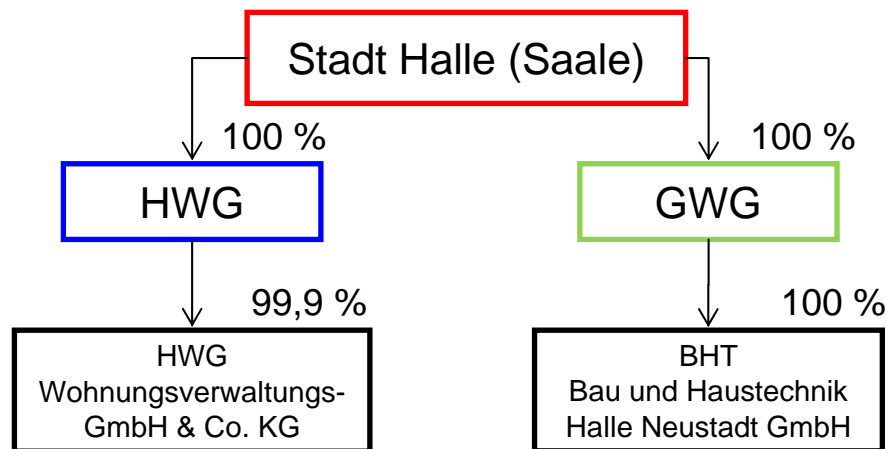 Stadt Halle (Saale)
100 %
100 %
HWG
GWG
99,9 %
100 %
HWG
Wohnungsverwaltungs-
GmbH & Co. KG
BHT
Bau und Haustechnik
Halle Neustadt GmbH